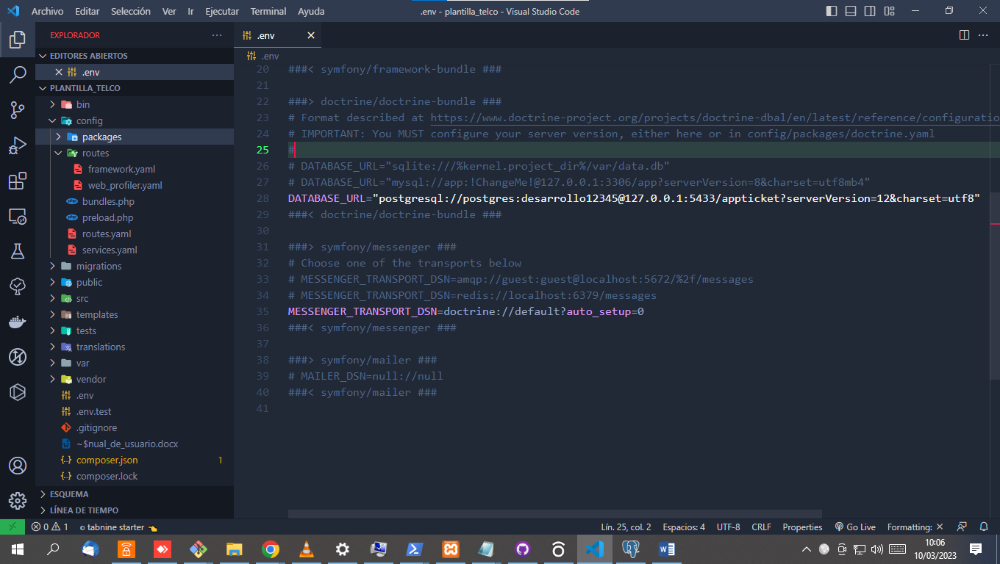 Archivo Editar Selección Ver Ir Ejecutar Terminal Ayuda
.env - plantilla_telco - Visual Studio Code
EXPLORADOR
EDITORES ABIERTOS
.env
PLANTILLA_TELCO
bin
config
packages
routes
framework.yaml
web_profiler.yaml
bundles.php
preload.php
routes.yaml
services.yaml
migrations
public
src
templates
tests
translations
var
vendor
.env
.env.test
.gitignore
~$nual_de_usuario.docx
composer.json 1
composer.lock
ESQUEMA
LÍNEA DE TIEMPO
.env
.env
20 ###< symfony/framework-bundle ###
21
22 ###> doctrine/doctrine-bundle ###
23 # Format described at https://www.doctrine-project.org/projects/doctrine-dbal/en/latest/reference/configuratio
24 # IMPORTANT: You MUST configure your server version, either here or in config/packages/doctrine.yaml
25 #
26 # DATABASE_URL="sqlite:///%kernel.project_dir%/var/data.db"
27 # DATABASE_URL="mysql://app:!ChangeMe!@127.0.0.1:3306/app?serverVersion=8&charset=utf8mb4"
28 DATABASE_URL="postgresql://postgres:desarrollo12345@127.0.0.1:5433/appticket?serverVersion=12&charset=utf8"
29 ###< doctrine/doctrine-bundle ###
30
31 ###> symfony/messenger ###
32 # Choose one of the transports below
33 # MESSENGER_TRANSPORT_DSN=amqp://guest:guest@localhost:5672/%2f/messages
34 # MESSENGER_TRANSPORT_DSN=redis://localhost:6379/messages
35 MESSENGER_TRANSPORT_DSN=doctrine://default?auto_setup=0
36 ###< symfony/messenger ###
37
38 ###> symfony/mailer ###
39 # MAILER_DSN=null://null
40 ###< symfony/mailer ###
41
0 1 tabnine starter
Lín. 25, col. 2 Espacios: 4 UTF-8 CRLF Properties Go Live Formatting: ×
10:06
10/03/2023